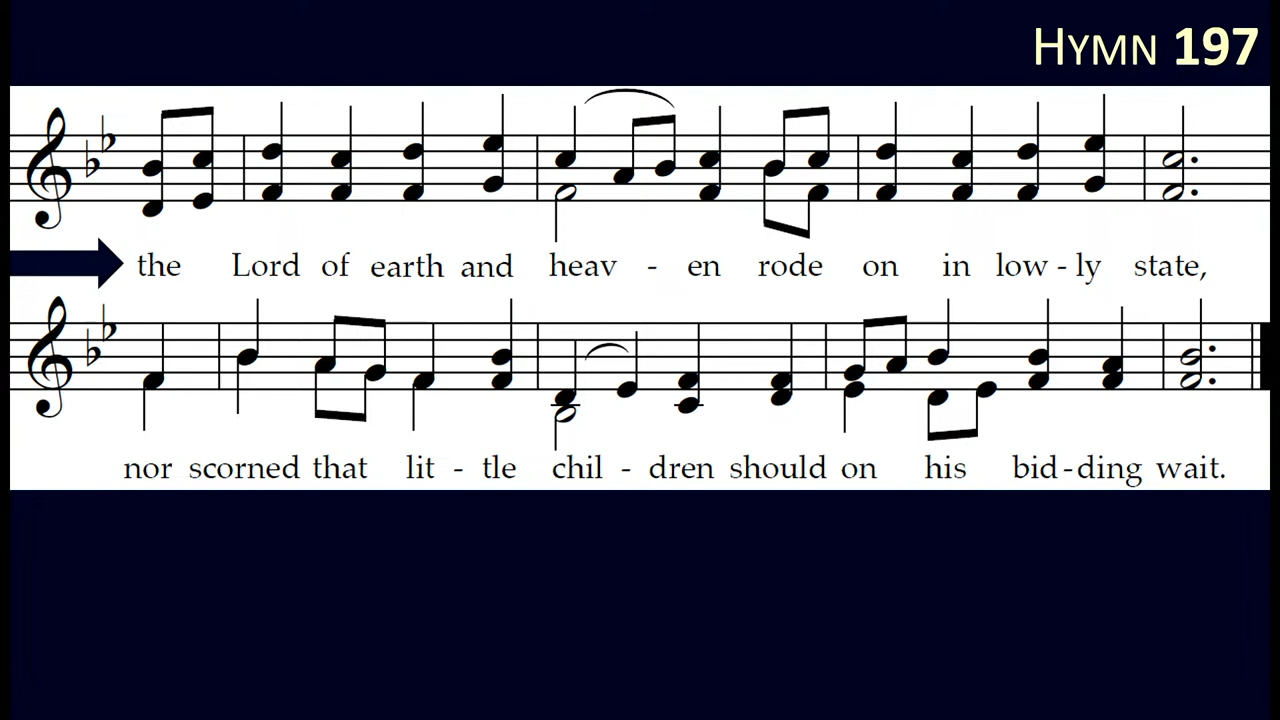 HYMN 197
the Lord of earth and heav - en rode on in low - ly state,
nor scorned that lit - tle chil - dren should on his bid - ding wait.